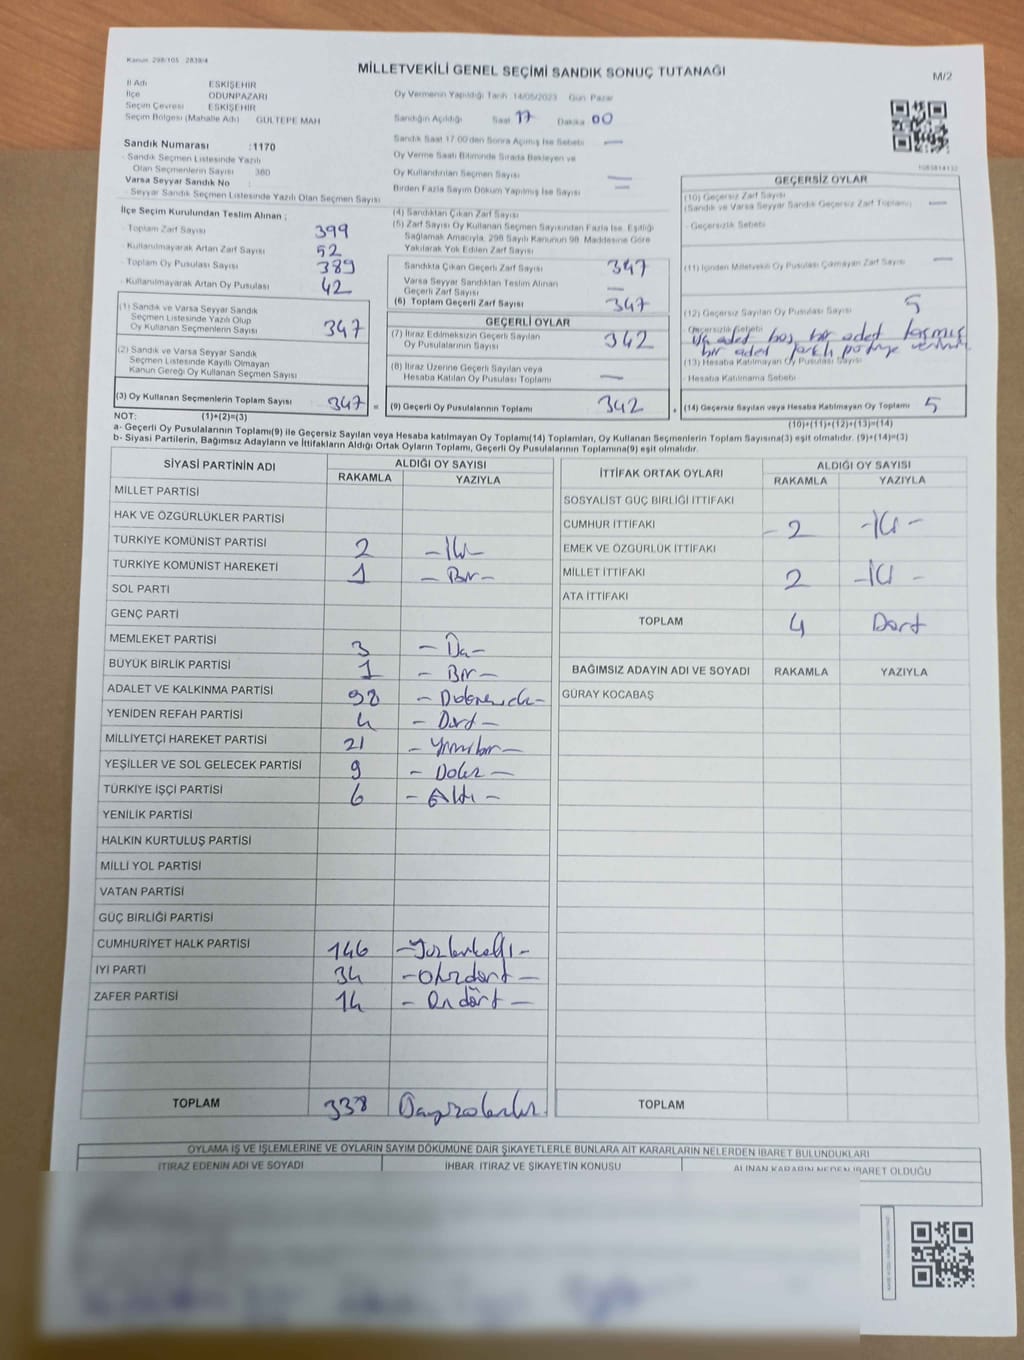 Kanun 298/105 2839/4
MİLLETVEKİLİ GENEL SEÇİMİ SANDIK SONUÇ TUTANAĞI
M/2
İl Adı ESKİŞEHİR
İlçe ODUNPAZARI
Seçim Çevresi ESKİŞEHİR
Seçim Bölgesi (Mahalle Adı) GÜLTEPE MAH
Oy Vermenin Yapıldığı Tarih 14/05/2023 Gün Pazar
Sandığın Açıldığı Saat 17 Dakika 00
Sandık Saat 17:00'den Sonra Açılmış İse Sebebi —
Oy Verme Saati Bitiminde Sırada Bekleyen ve
Oy Kullandırılan Seçmen Sayısı —
Birden Fazla Sayım Döküm Yapılmış İse Sayısı —
Sandık Numarası :1170
- Sandık Seçmen Listesinde Yazılı
Olan Seçmenlerin Sayısı 380
Varsa Seyyar Sandık No
- Seyyar Sandık Seçmen Listesinde Yazılı Olan Seçmen Sayısı
İlçe Seçim Kurulundan Teslim Alınan ;
- Toplam Zarf Sayısı 399
- Kullanılmayarak Artan Zarf Sayısı 52
- Toplam Oy Pusulası Sayısı 389
- Kullanılmayarak Artan Oy Pusulası 42
(1) Sandık ve Varsa Seyyar Sandık
Seçmen Listesinde Yazılı Olup
Oy Kullanan Seçmenlerin Sayısı 347
(2) Sandık ve Varsa Seyyar Sandık
Seçmen Listesinde Kayıtlı Olmayan
Kanun Gereği Oy Kullanan Seçmen Sayısı
(3) Oy Kullanan Seçmenlerin Toplam Sayısı 347 =
(4) Sandıktan Çıkan Zarf Sayısı
(5) Zarf Sayısı Oy Kullanan Seçmen Sayısından Fazla İse, Eşitliği
Sağlamak Amacıyla, 298 Sayılı Kanunun 98. Maddesine Göre
Yakılarak Yok Edilen Zarf Sayısı
Sandıkta Çıkan Geçerli Zarf Sayısı 347
Varsa Seyyar Sandıktan Teslim Alınan
Geçerli Zarf Sayısı —
(6) Toplam Geçerli Zarf Sayısı 347
GEÇERLİ OYLAR
(7) İtiraz Edilmeksizin Geçerli Sayılan
Oy Pusulalarının Sayısı 342
(8) İtiraz Üzerine Geçerli Sayılan veya
Hesaba Katılan Oy Pusulası Toplamı —
(9) Geçerli Oy Pusulalarının Toplamı 342 +
GEÇERSİZ OYLAR
(10) Geçersiz Zarf Sayısı
(Sandık ve Varsa Seyyar Sandık Geçersiz Zarf Toplamı) —
- Geçersizlik Sebebi
(11) İçinden Milletvekili Oy Pusulası Çıkmayan Zarf Sayısı —
(12) Geçersiz Sayılan Oy Pusulası Sayısı 5
Geçersizlik Sebebi
üç adet boş bir adet taşmış
bir adet farklı
(13) Hesaba Katılmayan Oy Pusulası Sayısı
- Hesaba Katılmama Sebebi
(14) Geçersiz Sayılan veya Hesaba Katılmayan Oy Toplamı 5
NOT: (1)+(2)=(3)
(10)+(11)+(12)+(13)=(14)
a- Geçerli Oy Pusulalarının Toplamı(9) ile Geçersiz Sayılan veya Hesaba katılmayan Oy Toplamı(14) Toplamları, Oy Kullanan Seçmenlerin Toplam Sayısına(3) eşit olmalıdır. (9)+(14)=(3)
b- Siyasi Partilerin, Bağımsız Adayların ve İttifakların Aldığı Ortak Oyların Toplamı, Geçerli Oy Pusulalarının Toplamına(9) eşit olmalıdır.
SİYASİ PARTİNİN ADI ALDIĞI OY SAYISI
RAKAMLA YAZIYLA
MİLLET PARTİSİ
HAK VE ÖZGÜRLÜKLER PARTİSİ
TÜRKİYE KOMÜNİST PARTİSİ 2 – İki –
TÜRKİYE KOMÜNİST HAREKETİ 1 – Bir –
SOL PARTİ
GENÇ PARTİ
MEMLEKET PARTİSİ 3
BÜYÜK BİRLİK PARTİSİ 1 – Bir –
ADALET VE KALKINMA PARTİSİ 98
YENİDEN REFAH PARTİSİ 4 – Dört –
MİLLİYETÇİ HAREKET PARTİSİ 21 – Yirmibir –
YEŞİLLER VE SOL GELECEK PARTİSİ 9 – Dokuz –
TÜRKİYE İŞÇİ PARTİSİ 6 – Altı –
YENİLİK PARTİSİ
HALKIN KURTULUŞ PARTİSİ
MİLLİ YOL PARTİSİ
VATAN PARTİSİ
GÜÇ BİRLİĞİ PARTİSİ
CUMHURİYET HALK PARTİSİ 146 – Yüzkırkaltı –
İYİ PARTİ 34 – Otuzdört –
ZAFER PARTİSİ 14 – Ondört –
TOPLAM 338
İTTİFAK ORTAK OYLARI ALDIĞI OY SAYISI
RAKAMLA YAZIYLA
SOSYALİST GÜÇ BİRLİĞİ İTTİFAKI
CUMHUR İTTİFAKI – 2 – İki –
EMEK VE ÖZGÜRLÜK İTTİFAKI
MİLLET İTTİFAKI 2 – İki –
ATA İTTİFAKI
TOPLAM 4 Dört
BAĞIMSIZ ADAYIN ADI VE SOYADI RAKAMLA YAZIYLA
GÜRAY KOCABAŞ
TOPLAM
OYLAMA İŞ VE İŞLEMLERİNE VE OYLARIN SAYIM DÖKÜMÜNE DAİR ŞİKAYETLERLE BUNLARA AİT KARARLARIN NELERDEN İBARET BULUNDUKLARI
İTİRAZ EDENİN ADI VE SOYADI İHBAR, İTİRAZ VE ŞİKAYETİN KONUSU ALINAN KARARIN NEDEN İBARET OLDUĞU